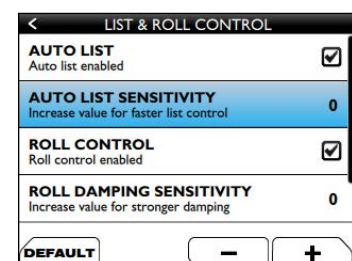 < LIST & ROLL CONTROL
AUTO LIST
Auto list enabled
AUTO LIST SENSITIVITY
Increase value for faster list control
0
ROLL CONTROL
Roll control enabled
ROLL DAMPING SENSITIVITY
Increase value for stronger damping
0
DEFAULT
− +